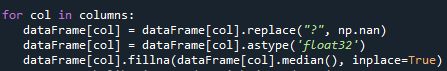 for col in columns:
dataFrame[col] = dataFrame[col].replace("?", np.nan)
dataFrame[col] = dataFrame[col].astype('float32')
dataFrame[col].fillna(dataFrame[col].median(), inplace=True)